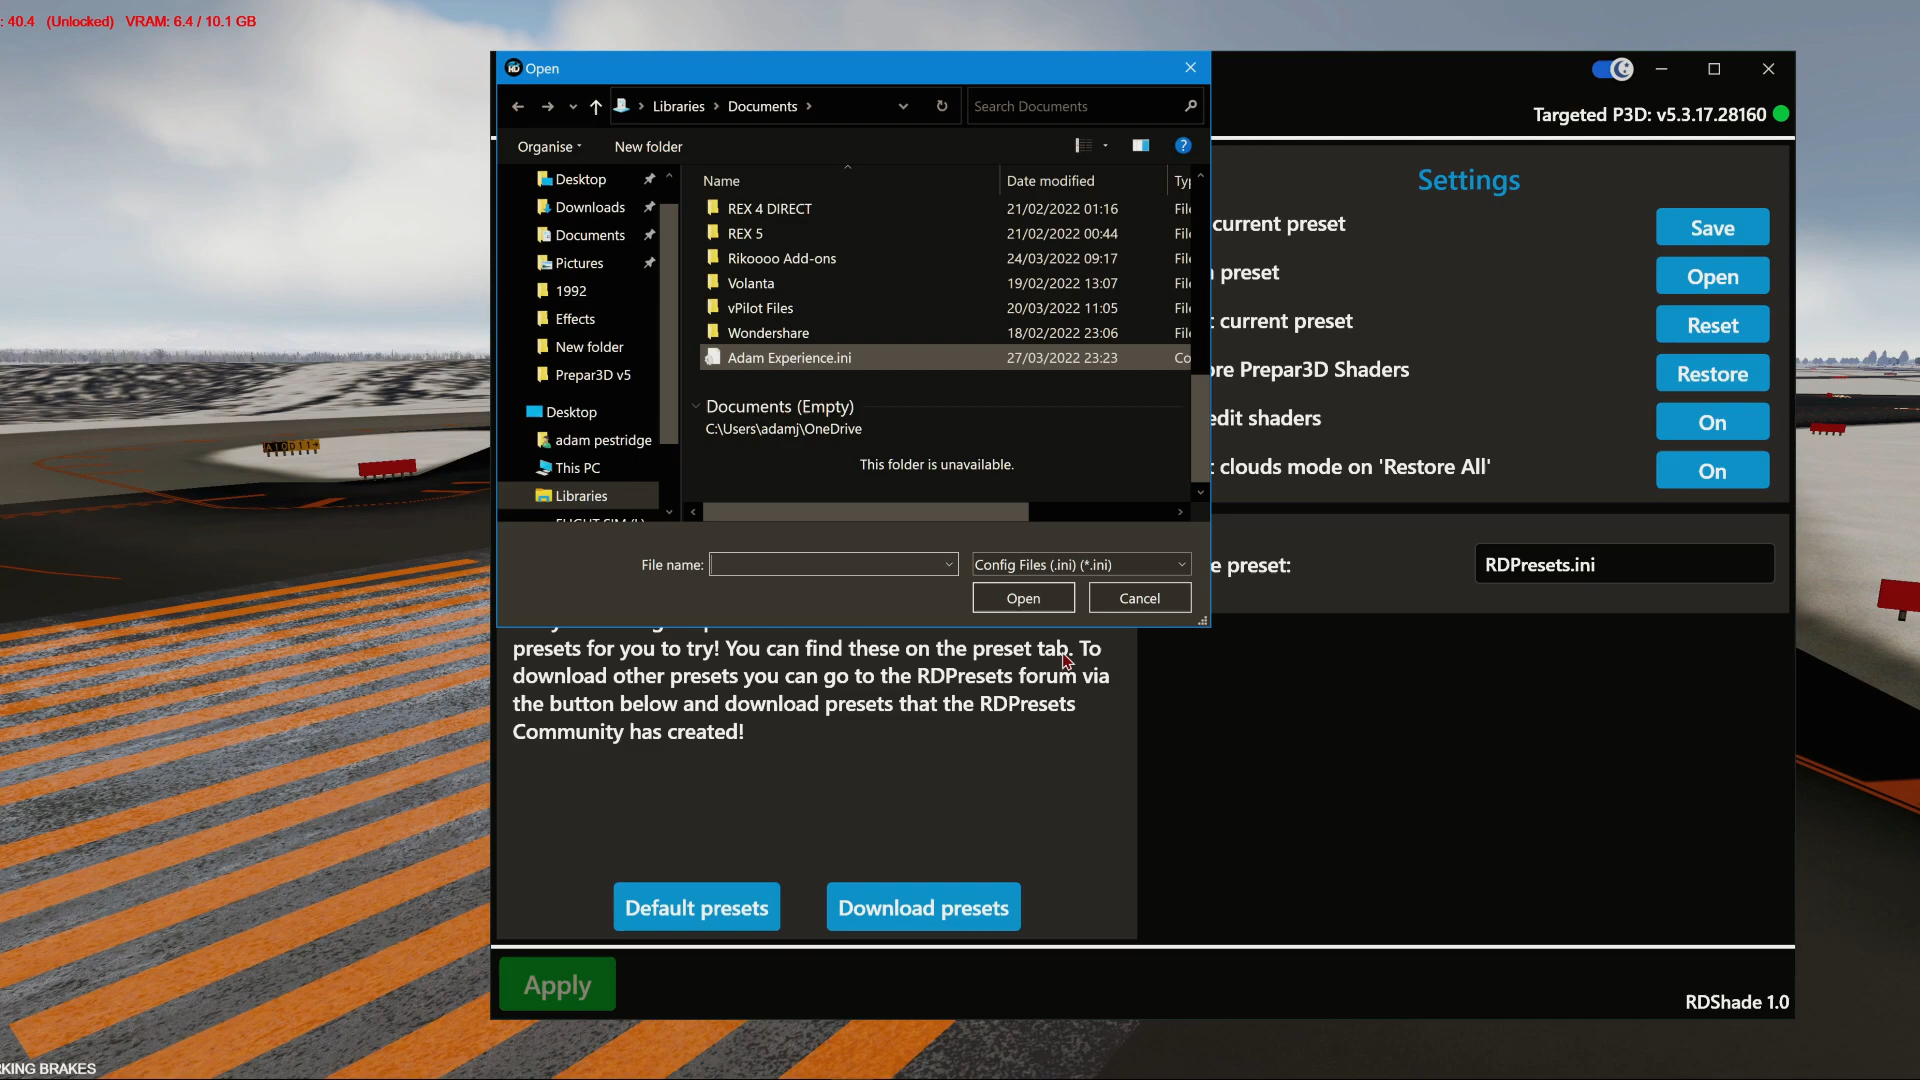 : 40.4 (Unlocked) VRAM: 6.4 / 10.1 GB
Open
Libraries
Documents
Search Documents
Organise
New folder
Desktop
Downloads
Documents
Pictures
1992
Effects
New folder
Prepar3D v5
Desktop
adam pestridge
This PC
Libraries
Name
Date modified
REX 4 DIRECT 21/02/2022 01:16
REX 5 21/02/2022 00:44
Rikoooo Add-ons 24/03/2022 09:17
Volanta 19/02/2022 13:07
vPilot Files 20/03/2022 11:05
Wondershare 18/02/2022 23:06
Adam Experience.ini 27/03/2022 23:23 Co
Documents (Empty)
C:\Users\adamj\OneDrive
This folder is unavailable.
File name:
Config Files (.ini) (*.ini)
Open
Cancel
Targeted P3D: v5.3.17.28160
Settings
current preset
Save
preset
Open
current preset
Reset
re Prepar3D Shaders
Restore
edit shaders
On
clouds mode on 'Restore All'
On
e preset:
RDPresets.ini
presets for you to try! You can find these on the preset tab. To
download other presets you can go to the RDPresets forum via
the button below and download presets that the RDPresets
Community has created!
Default presets
Download presets
Apply
RDShade 1.0
KING BRAKES